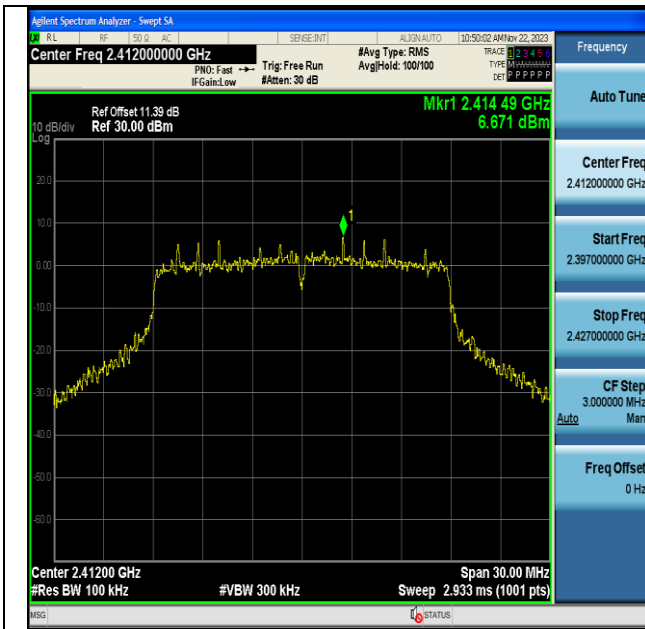 Agilent Spectrum Analyzer - Swept SA
RL RF 50 Ω AC SENSE:INT ALIGN AUTO 10:50:02 AM Nov 22, 2023
Center Freq 2.412000000 GHz
PNO: Fast
IFGain:Low
Trig: Free Run
#Atten: 30 dB
#Avg Type: RMS
Avg|Hold: 100/100
TRACE 1 2 3 4 5 6
TYPE M
DET P P P P P P
Ref Offset 11.39 dB
Ref 30.00 dBm
10 dB/div
Log
Mkr1 2.414 49 GHz
6.671 dBm
20.0
10.0
0.00
-10.0
-20.0
-30.0
-40.0
-50.0
-60.0
1
Center 2.41200 GHz
Span 30.00 MHz
#Res BW 100 kHz
#VBW 300 kHz
Sweep 2.933 ms (1001 pts)
MSG
STATUS
Frequency
Auto Tune
Center Freq
2.412000000 GHz
Start Freq
2.397000000 GHz
Stop Freq
2.427000000 GHz
CF Step
3.000000 MHz
Auto Man
Freq Offset
0 Hz